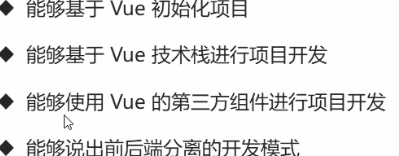 ◆ 能够基于 Vue 初始化项目
◆ 能够基于 Vue 技术栈进行项目开发
◆ 能够使用 Vue 的第三方组件进行项目开发
◆ 能够说出前后端分离的开发模式